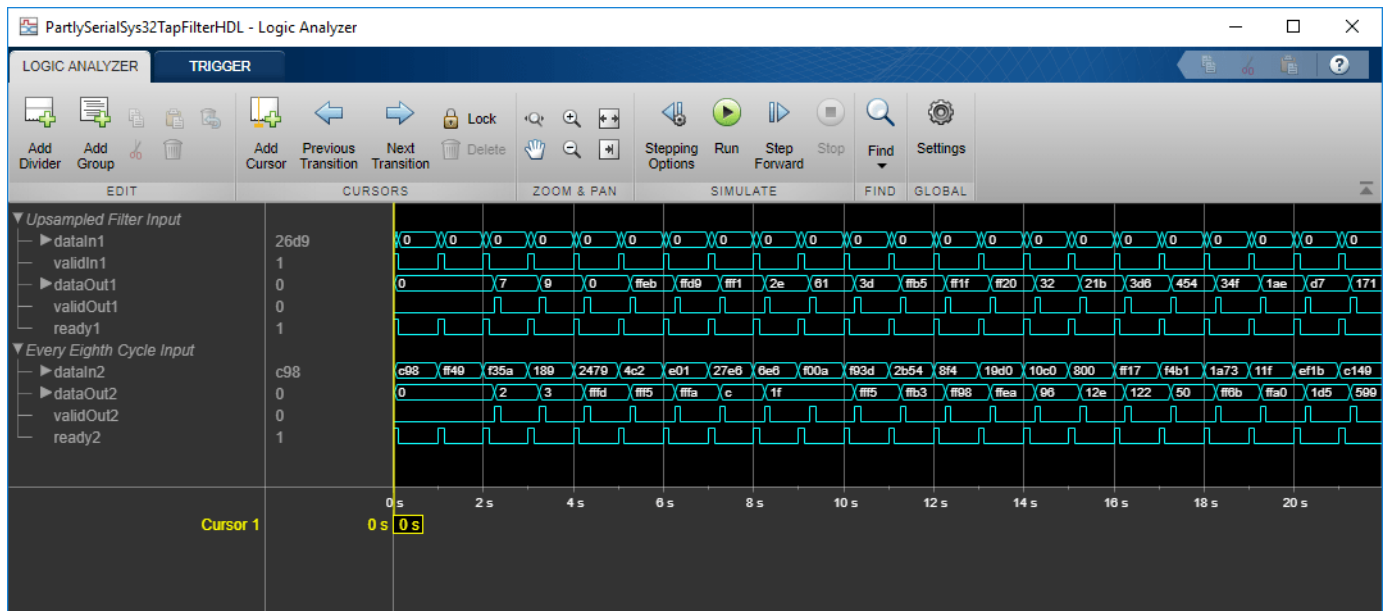 PartlySerialSys32TapFilterHDL - Logic Analyzer
LOGIC ANALYZER TRIGGER
Add Divider
Add Group
Add Cursor
Previous Transition
Next Transition
Lock
Delete
Stepping Options
Run
Step Forward
Stop
Find
Settings
EDIT CURSORS ZOOM & PAN SIMULATE FIND GLOBAL
Upsampled Filter Input
dataIn1 26d9 0 0 0 0 0 0 0 0 0 0 0 0 0 0 0 0 0 0 0 0 0 0
validIn1 1
dataOut1 0 0 7 9 0 ffeb ffd9 fff1 2e 61 3d ffb5 ff1f ff20 32 21b 3d6 454 34f 1ae d7 171
validOut1 0
ready1 1
Every Eighth Cycle Input
dataIn2 c98 c98 ff49 f35a 189 2479 4c2 e01 27e6 6e6 f00a f93d 2b54 8f4 19d0 10c0 800 ff17 f4b1 1a73 11f ef1b c149
dataOut2 0 0 2 3 fffd fff5 fffa c 1f fff5 ffb3 ff98 ffea 96 12e 122 50 ff6b ffa0 1d5 599
validOut2 0
ready2 1
0 s 2 s 4 s 6 s 8 s 10 s 12 s 14 s 16 s 18 s 20 s
Cursor 1 0 s 0 s